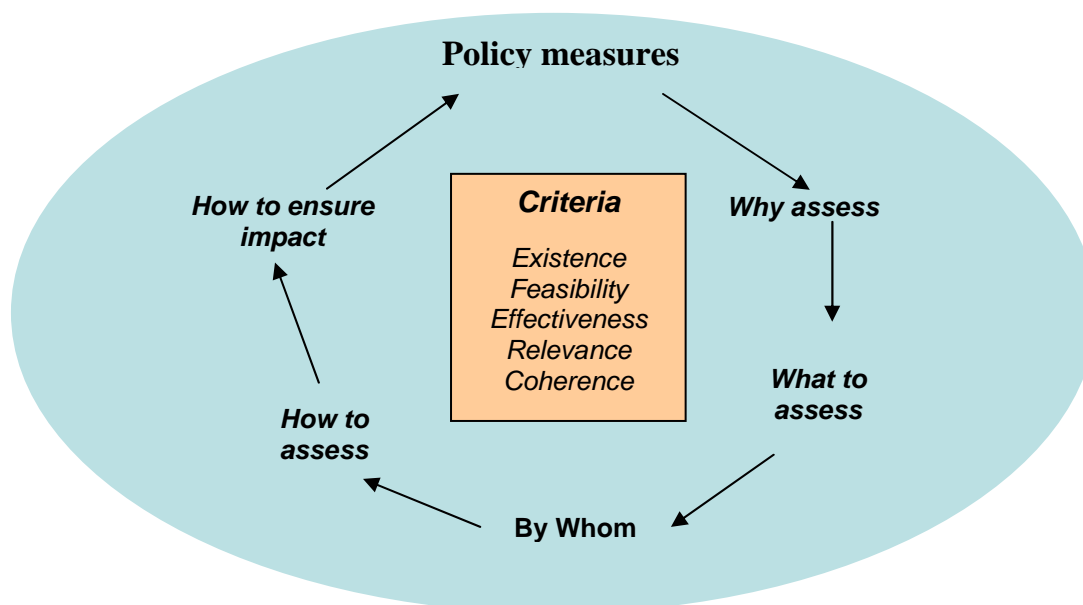 Policy measures
Why assess
What to
assess
By Whom
How to
assess
How to ensure
impact
Criteria
Existence
Feasibility
Effectiveness
Relevance
Coherence